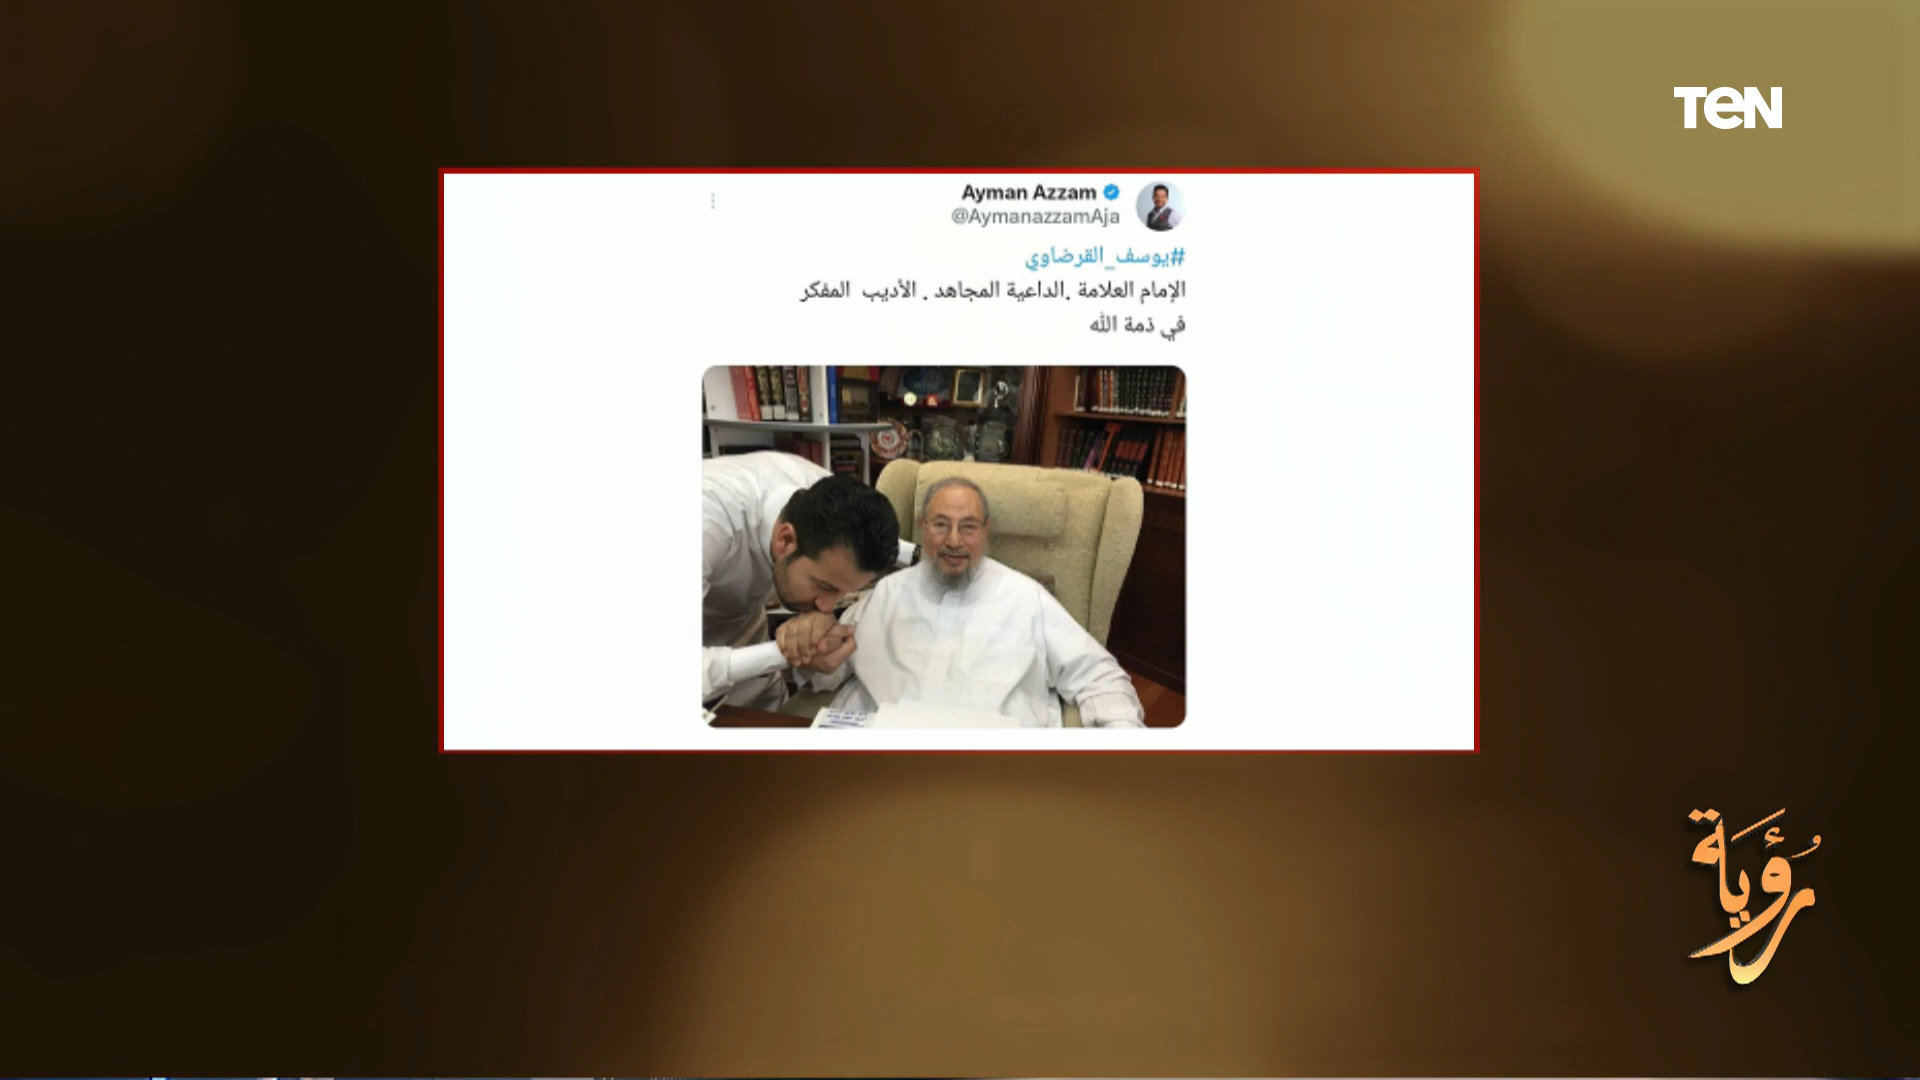 TEN
Ayman Azzam
@AymanazzamAja
#يوسف_القرضاوي
الإمام العلامة .الداعية المجاهد . الأديب المفكر
في ذمة الله
رؤية